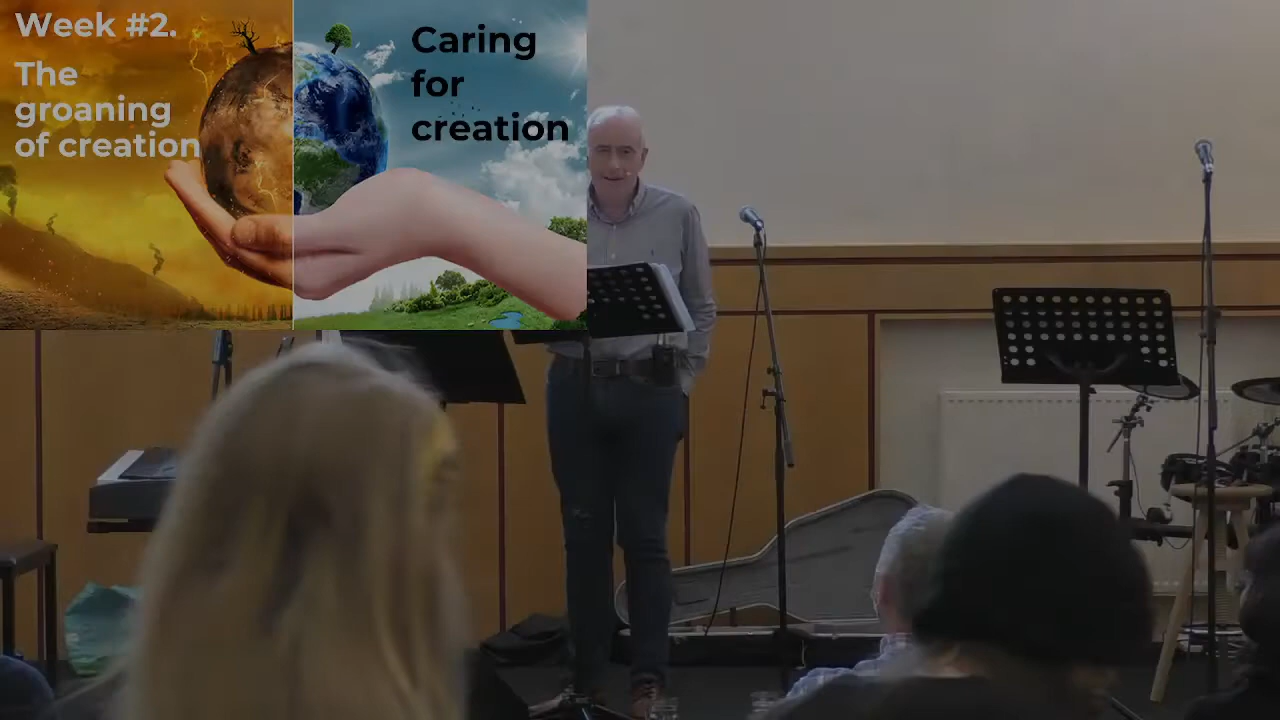 Week #2.
The
groaning
of creation
Caring
for
creation